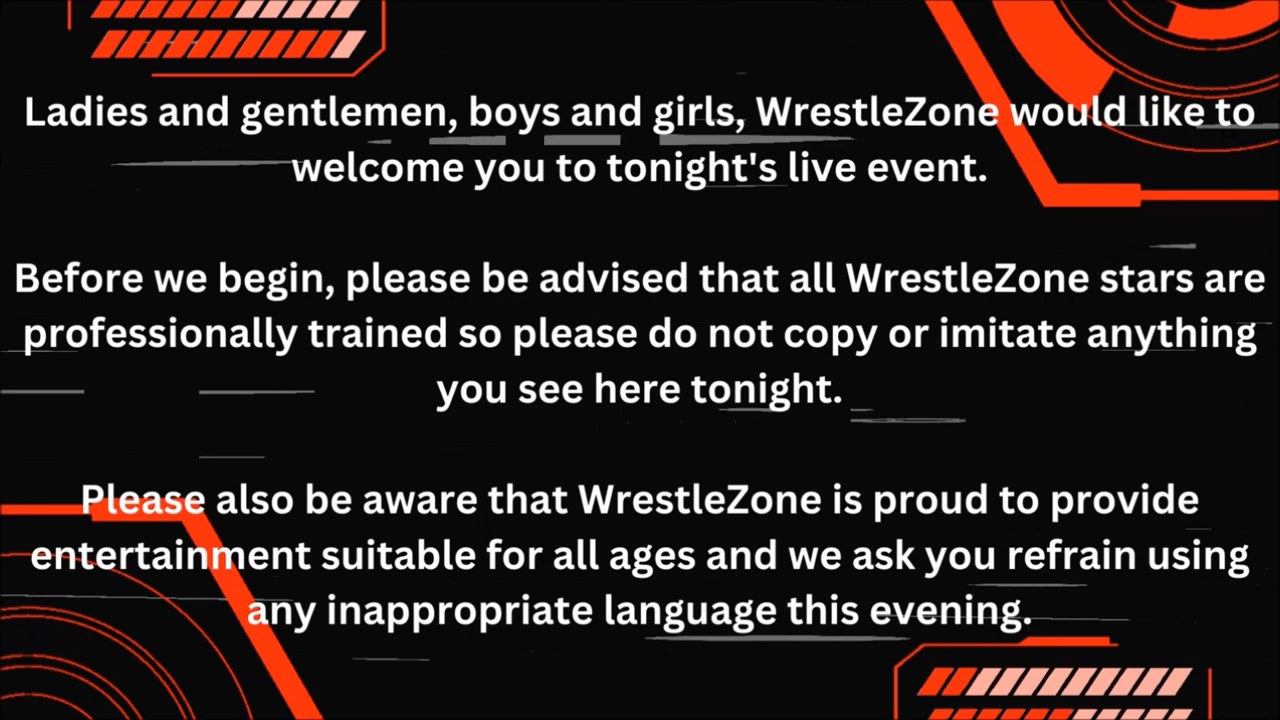 Ladies and gentlemen, boys and girls, WrestleZone would like to
welcome you to tonight's live event.
Before we begin, please be advised that all WrestleZone stars are
professionally trained so please do not copy or imitate anything
you see here tonight.
Please also be aware that WrestleZone is proud to provide
entertainment suitable for all ages and we ask you refrain using
any inappropriate language this evening.